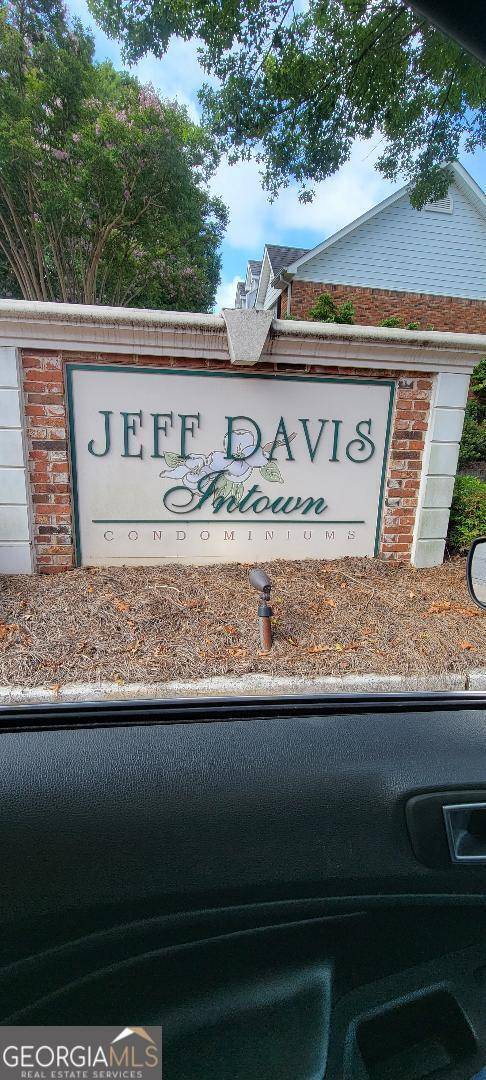 JEFF DAVIS
Intown
CONDOMINIUMS
GEORGIAMLS
REAL ESTATE SERVICES